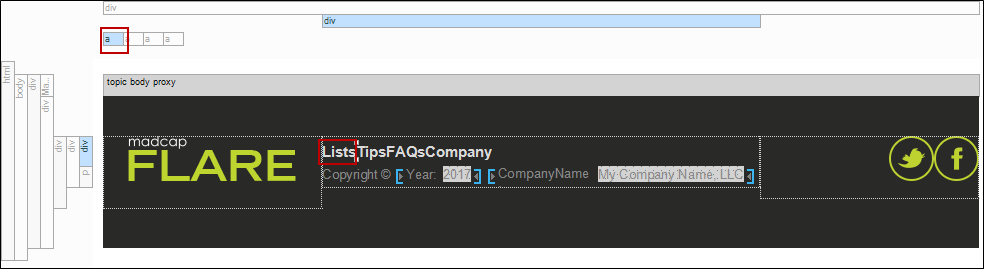 div
div
a a a a
html
body
div
div
Ma...
div
div
div
p
topic body proxy
madcap
FLARE
ListsTipsFAQsCompany
Copyright © Year: 2017 CompanyName My Company Name, LLC